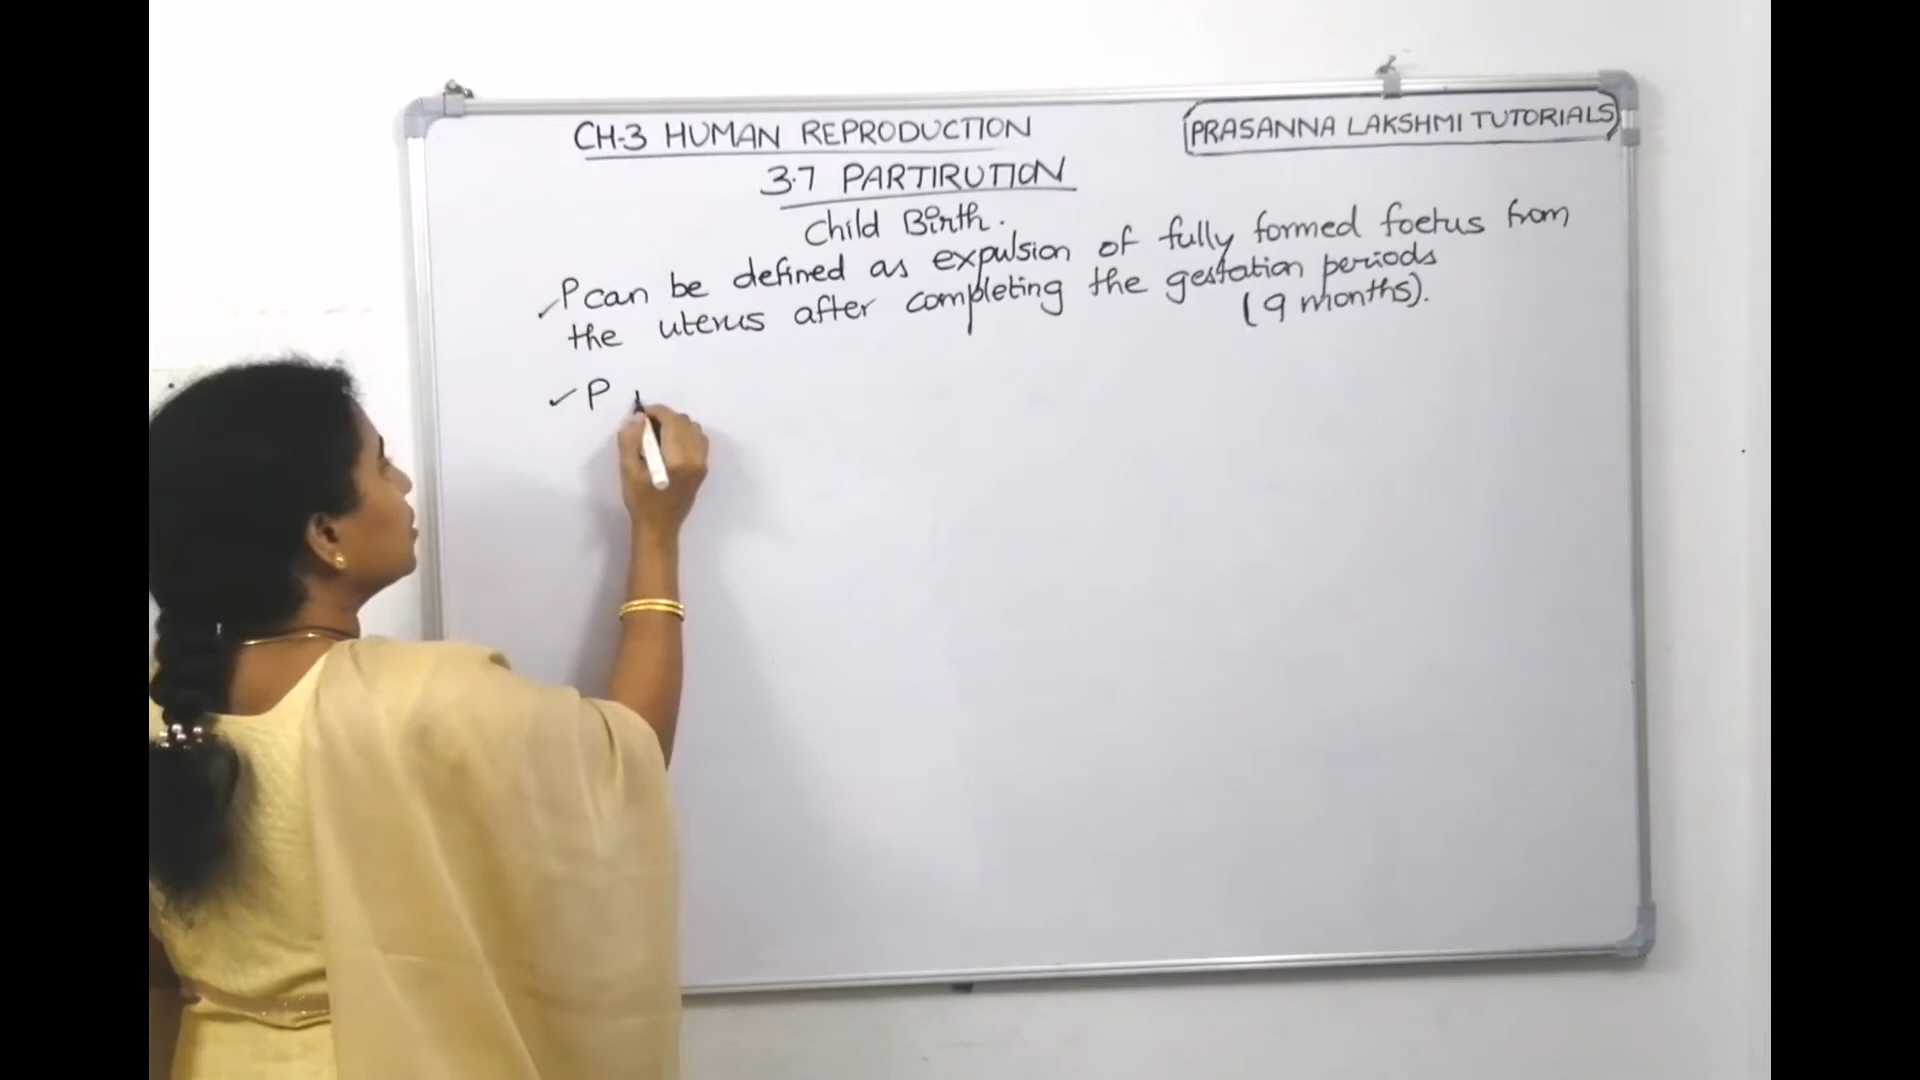 CH-3 HUMAN REPRODUCTION
PRASANNA LAKSHMI TUTORIALS
3.7 PARTIRUTION
Child Birth.
✓P can be defined as expulsion of fully formed foetus from
the uterus after completing the gestation periods
(9 months).
✓P